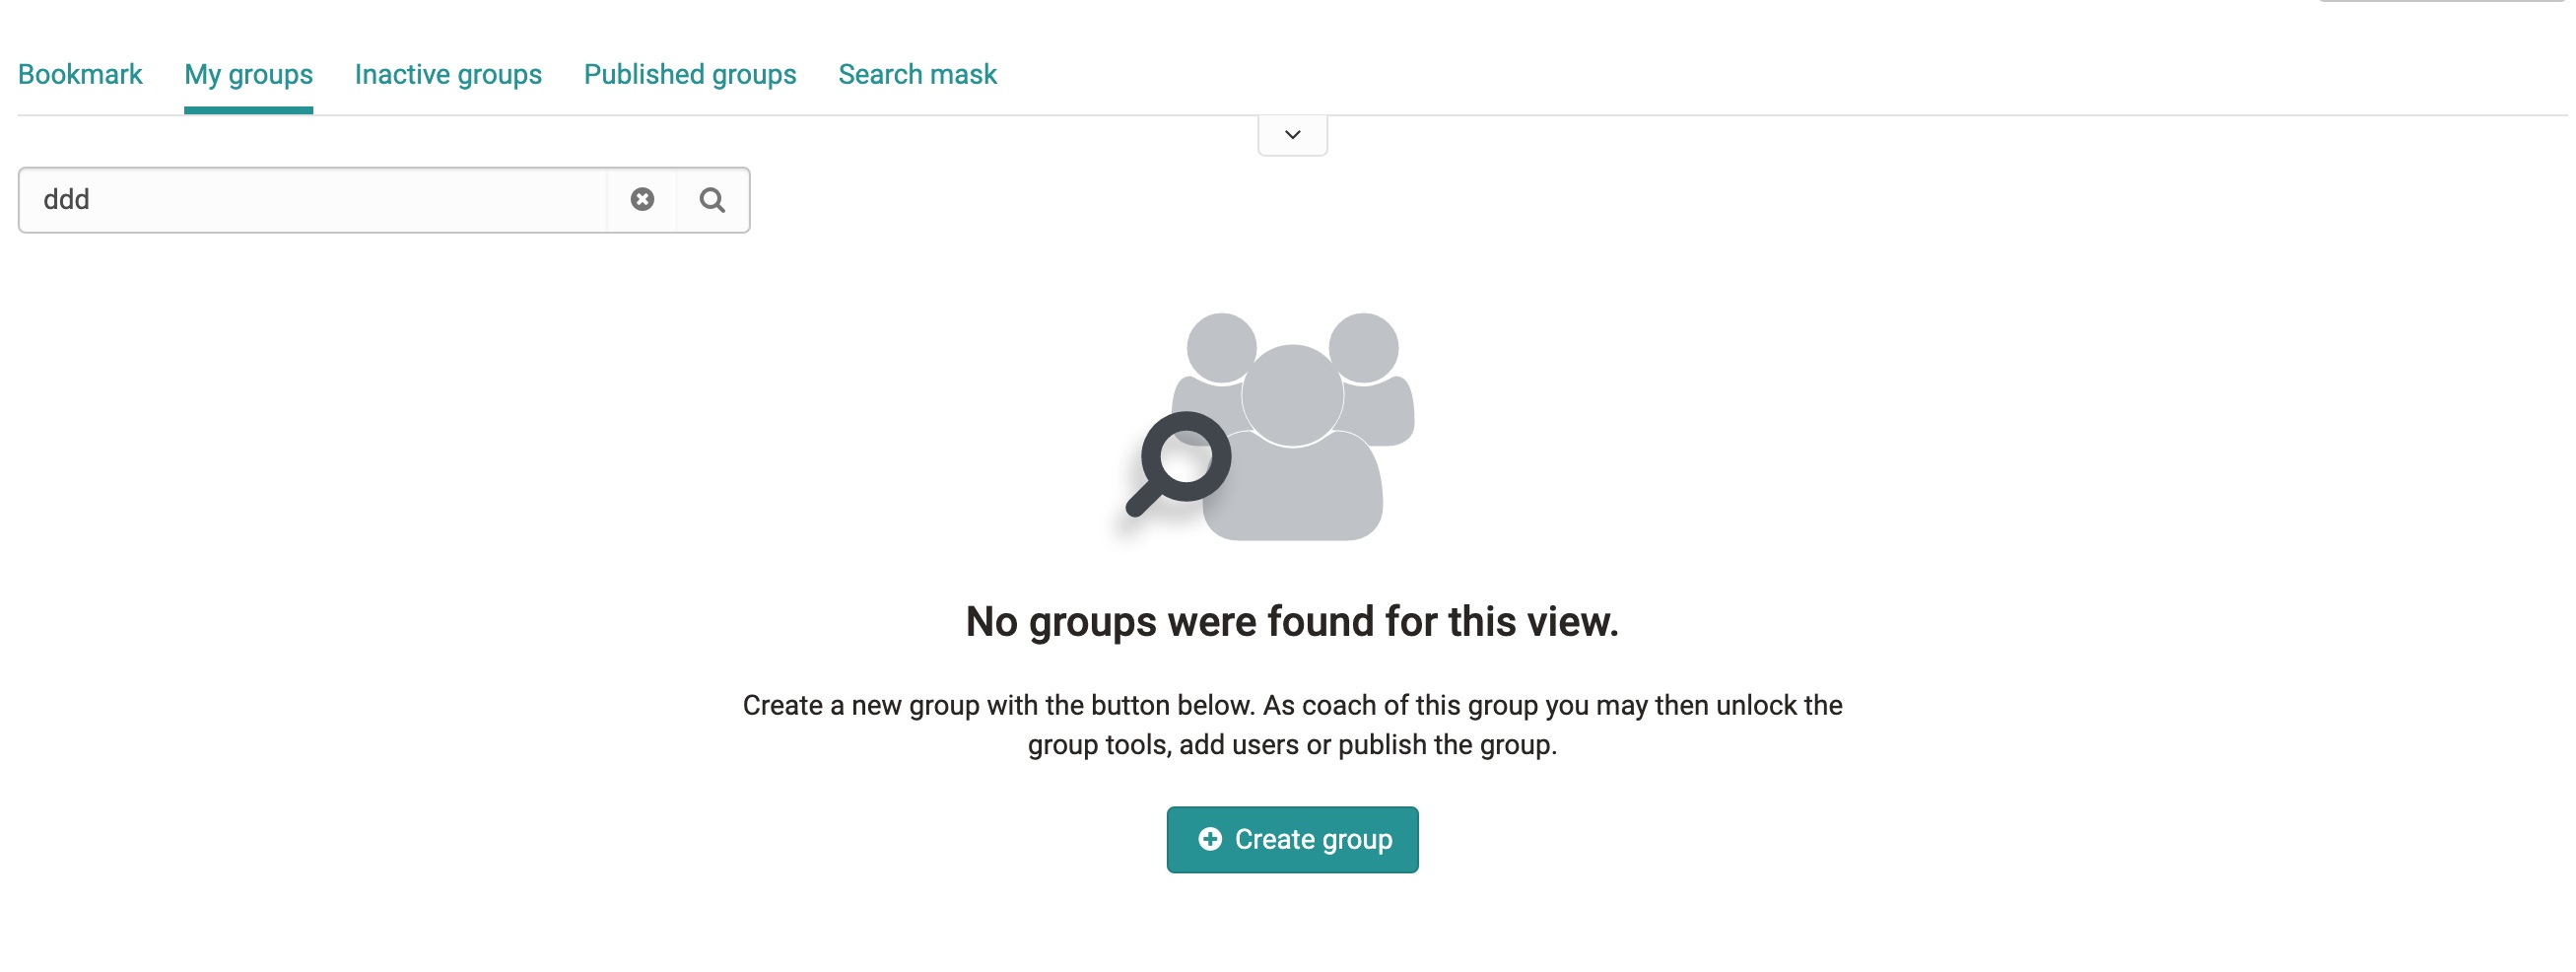 Bookmark My groups Inactive groups Published groups Search mask
ddd
No groups were found for this view.
Create a new group with the button below. As coach of this group you may then unlock the
group tools, add users or publish the group.
Create group